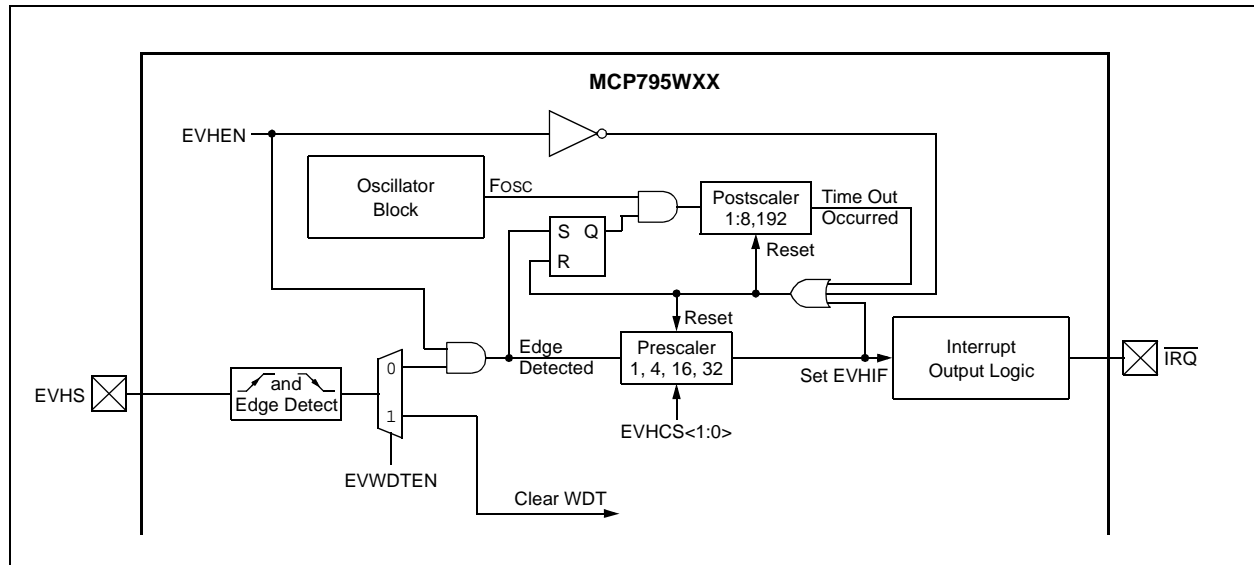 MCP795WXX
EVHEN
Oscillator
Block
FOSC
Postscaler
1:8,192
Time Out
Occurred
S Q
R
Reset
Reset
Edge
Detected
Prescaler
1, 4, 16, 32
Set EVHIF
Interrupt
Output Logic
IRQ
EVHS
and
Edge Detect
0
1
EVHCS<1:0>
EVWDTEN
Clear WDT